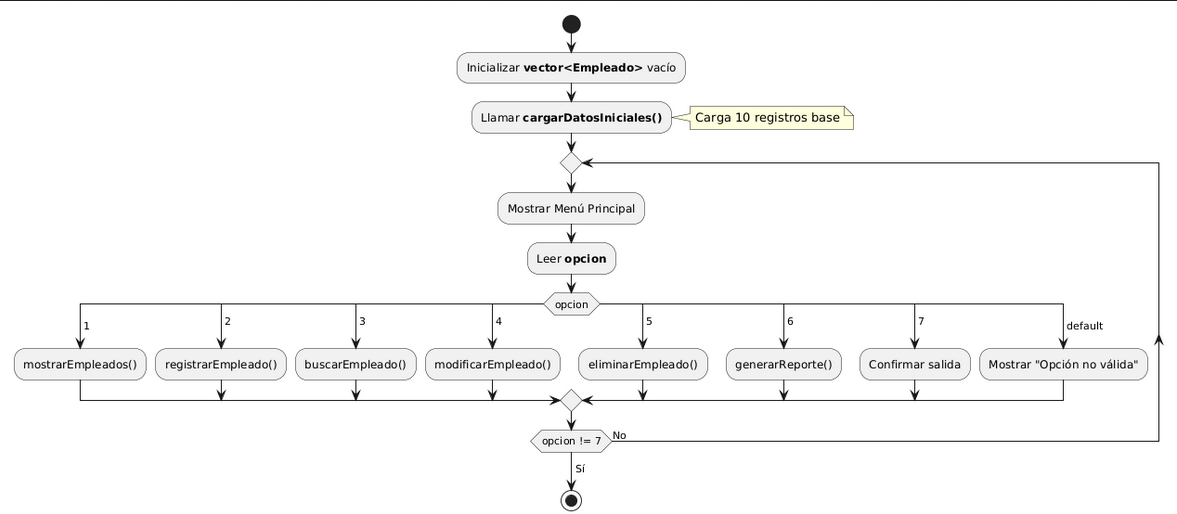 Inicializar vector<Empleado> vacío
Llamar cargarDatosIniciales()
Carga 10 registros base
Mostrar Menú Principal
Leer opcion
opcion
1
2
3
4
5
6
7
default
mostrarEmpleados()
registrarEmpleado()
buscarEmpleado()
modificarEmpleado()
eliminarEmpleado()
generarReporte()
Confirmar salida
Mostrar "Opción no válida"
opcion != 7
No
Sí